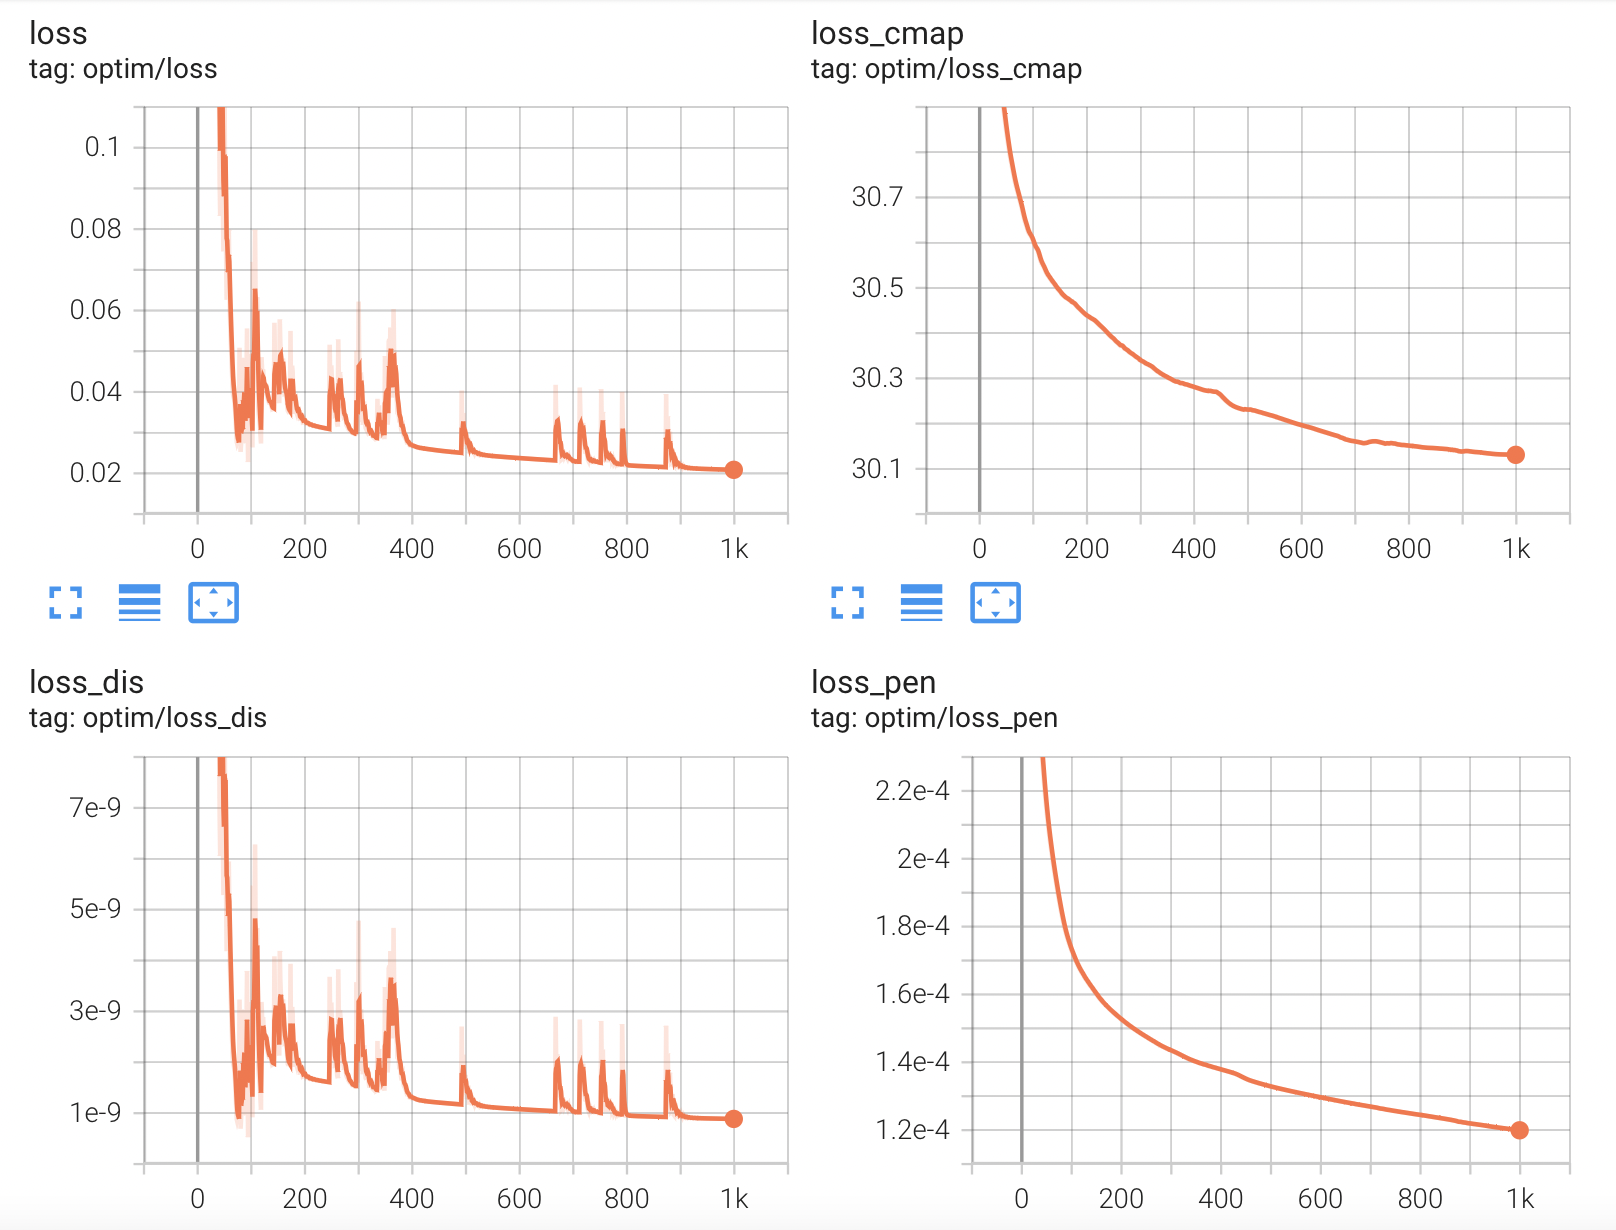 loss
tag: optim/loss
0.1
0.08
0.06
0.04
0.02
0 200 400 600 800 1k
loss_cmap
tag: optim/loss_cmap
30.7
30.5
30.3
30.1
0 200 400 600 800 1k
loss_dis
tag: optim/loss_dis
7e-9
5e-9
3e-9
1e-9
0 200 400 600 800 1k
loss_pen
tag: optim/loss_pen
2.2e-4
2e-4
1.8e-4
1.6e-4
1.4e-4
1.2e-4
0 200 400 600 800 1k